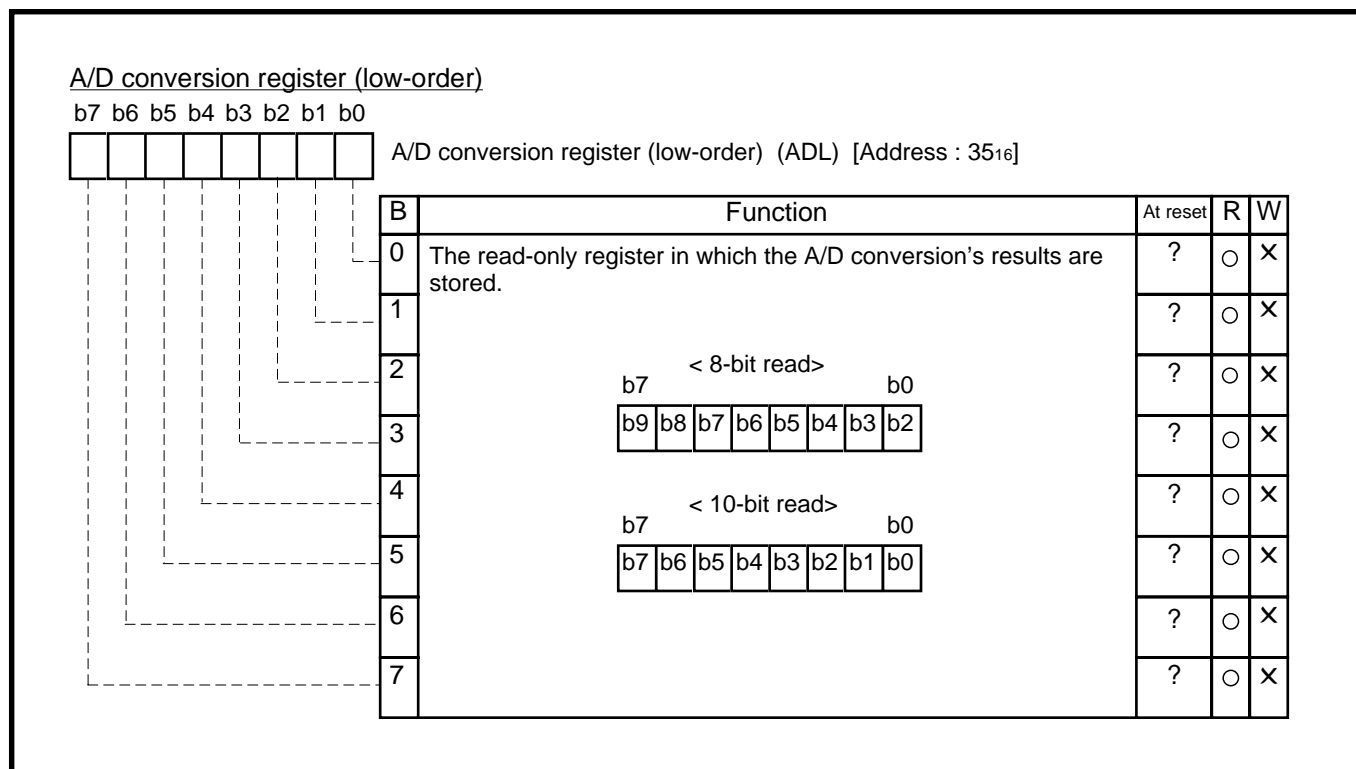 A/D conversion register (low-order)
b7 b6 b5 b4 b3 b2 b1 b0
A/D conversion register (low-order) (ADL) [Address : 3516]
B Function At reset R W
0 The read-only register in which the A/D conversion’s results are ? ○ ×
stored.
1 ? ○ ×
2 ? ○ ×
< 8-bit read>
b7 b0
b9 b8 b7 b6 b5 b4 b3 b2
3 ? ○ ×
4 ? ○ ×
< 10-bit read>
b7 b0
b7 b6 b5 b4 b3 b2 b1 b0
5 ? ○ ×
6 ? ○ ×
7 ? ○ ×